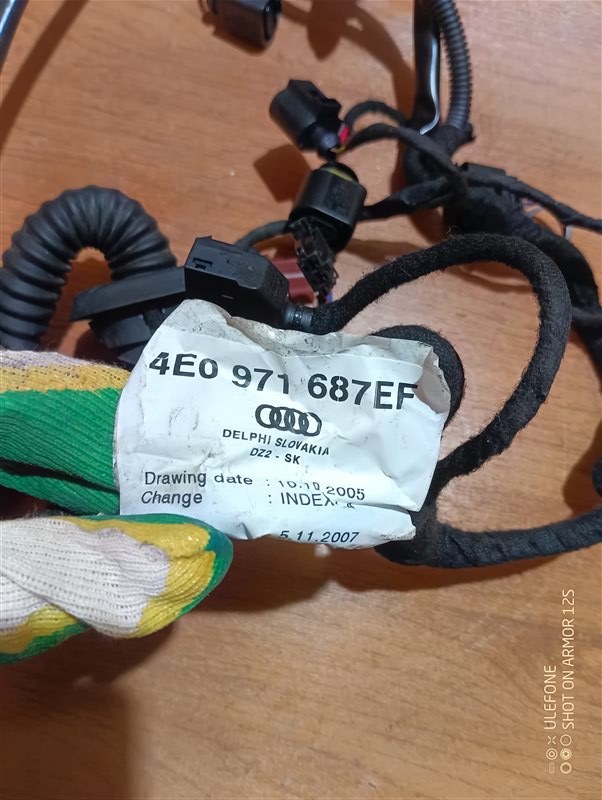 4E0 971 687EF
DELPHI SLOVAKIA
DZ2 - SK
Drawing date : 10.10.2005
Change : INDEX
5.11.2007
ULEFONE
SHOT ON ARMOR 12S